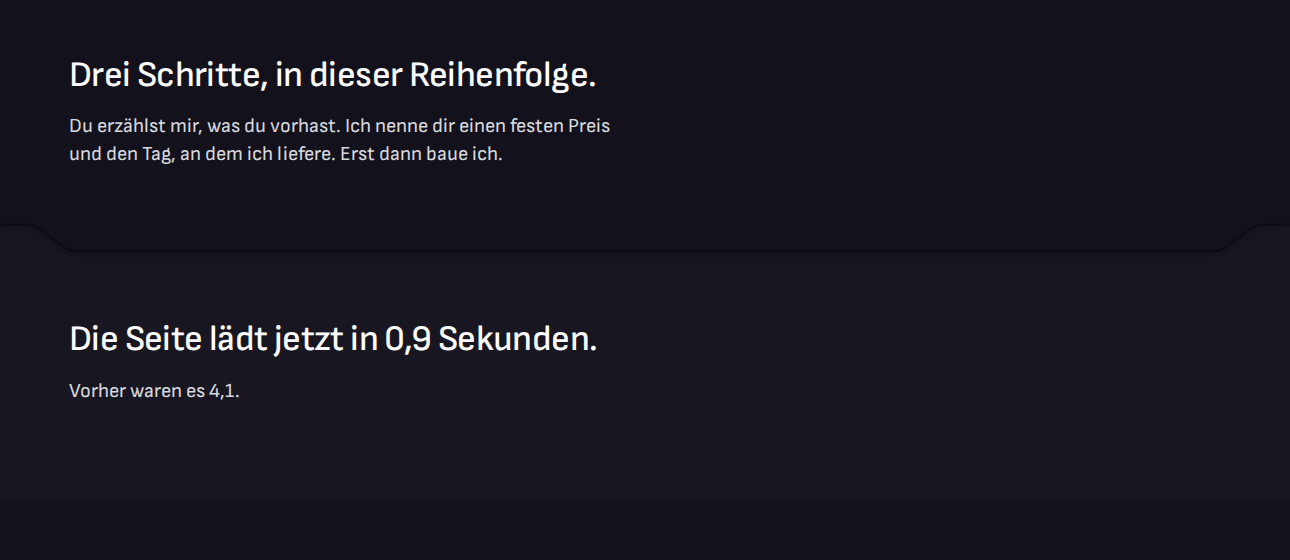 Drei Schritte, in dieser Reihenfolge.
Du erzählst mir, was du vorhast. Ich nenne dir einen festen Preis
und den Tag, an dem ich liefere. Erst dann baue ich.
Die Seite lädt jetzt in 0,9 Sekunden.
Vorher waren es 4,1.